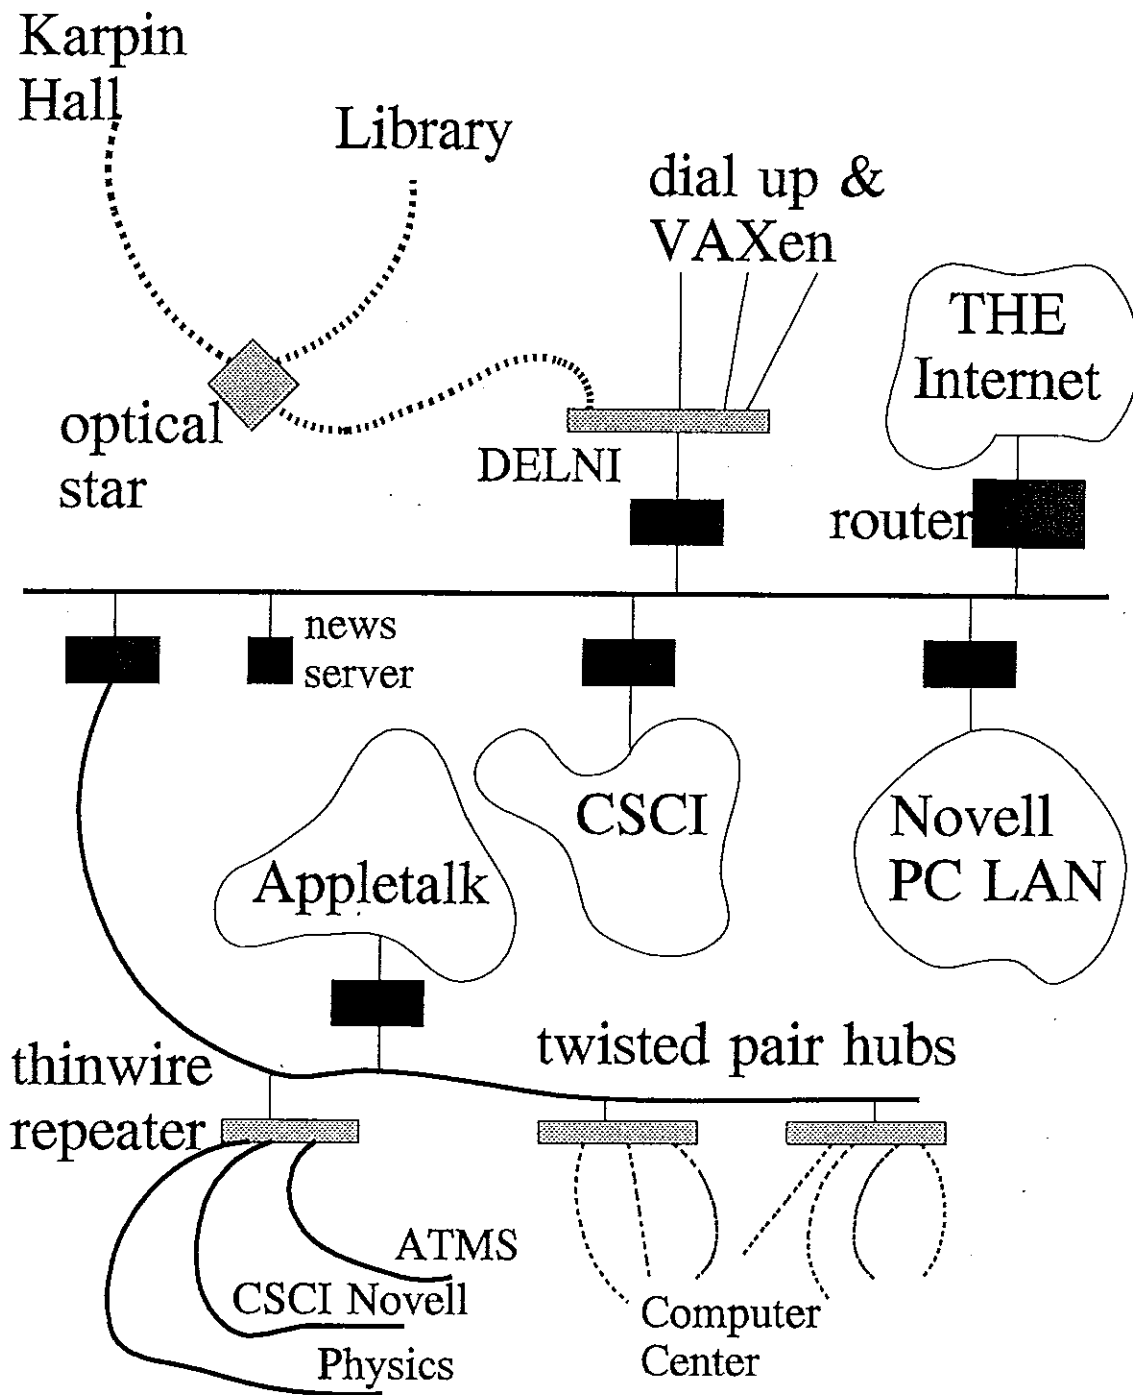 Karpin
Hall
Library
dial up &
VAXen
THE
Internet
optical
star
DELNI
router
news
server
CSCI
Novell
PC LAN
Appletalk
twisted pair hubs
thinwire
repeater
ATMS
CSCI Novell
Physics
Computer
Center